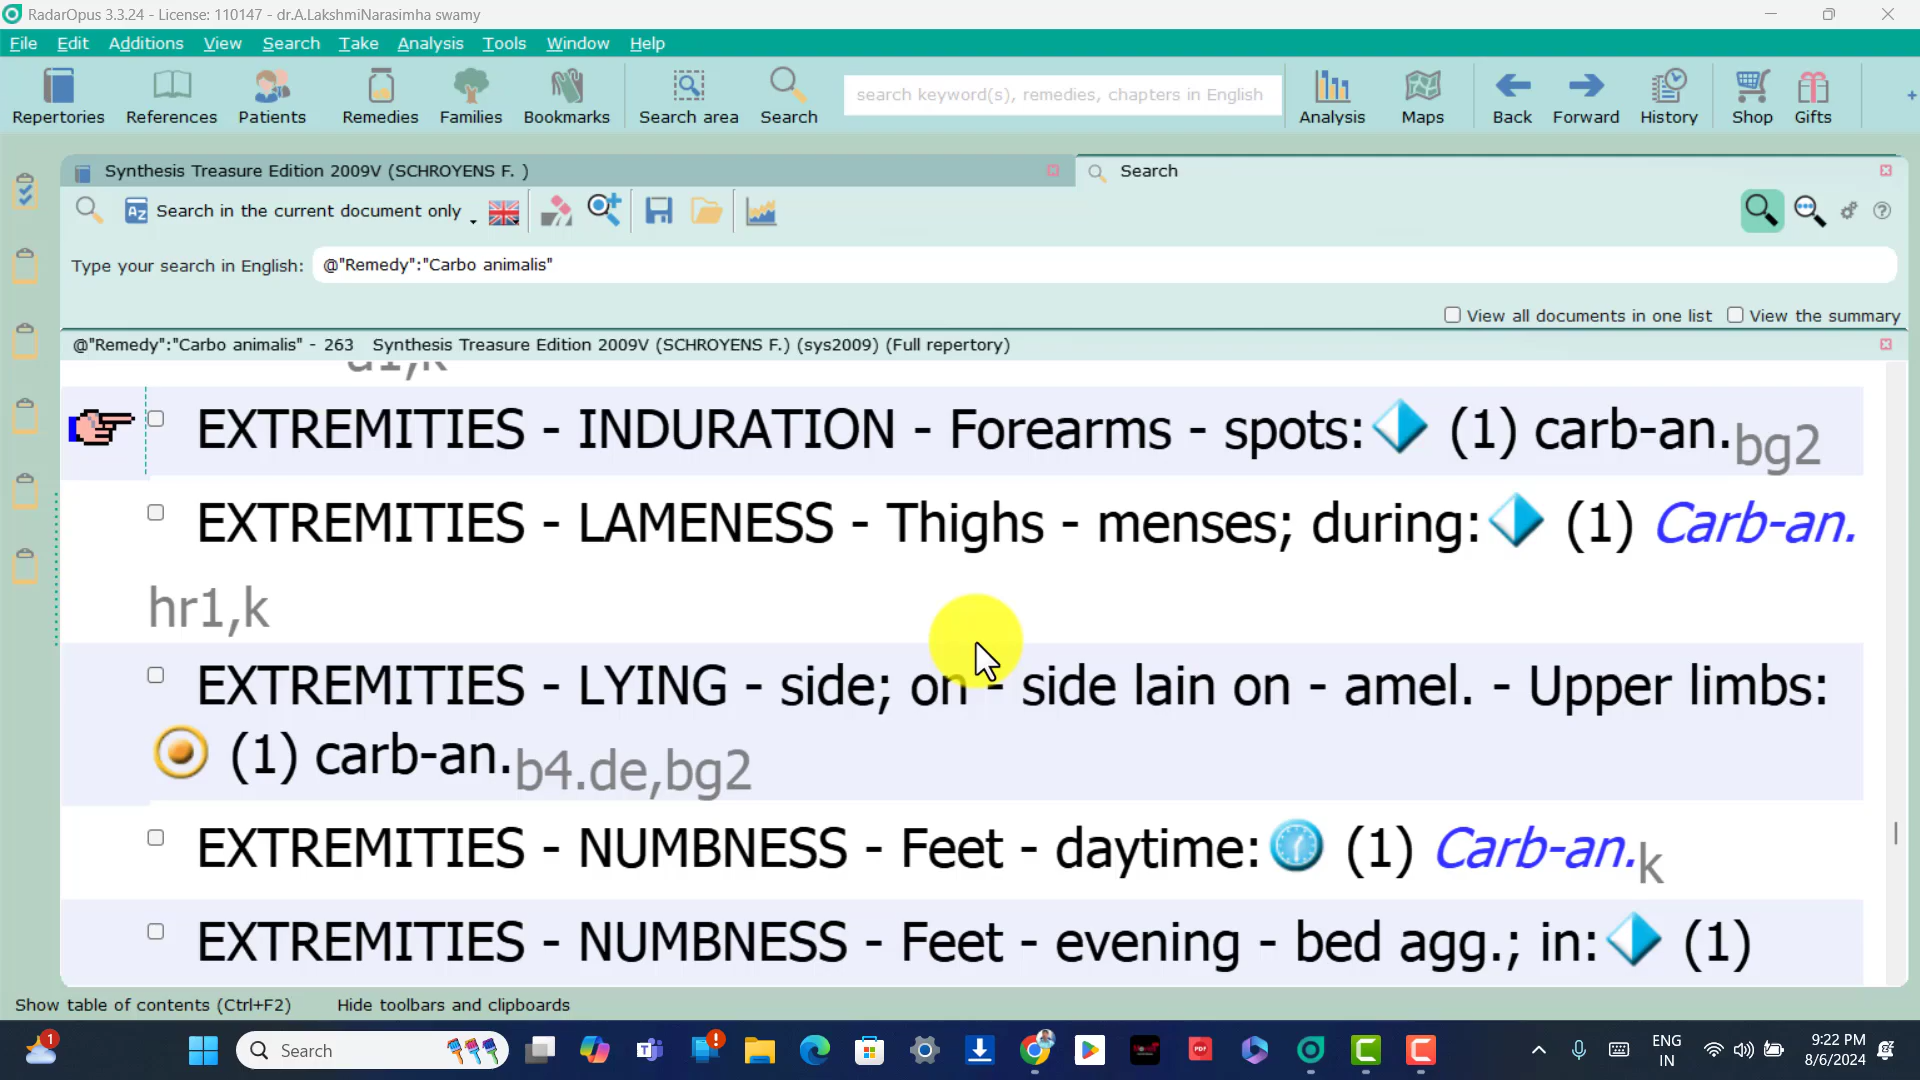 RadarOpus 3.3.24 - License: 110147 - dr.A.LakshmiNarasimha swamy
File Edit Additions View Search Take Analysis Tools Window Help
Repertories References Patients Remedies Families Bookmarks Search area Search search keyword(s), remedies, chapters in English Analysis Maps Back Forward History Shop Gifts
Synthesis Treasure Edition 2009V (SCHROYENS F. ) Search
AZ Search in the current document only
Type your search in English: @"Remedy":"Carbo animalis"
View all documents in one list View the summary
@"Remedy":"Carbo animalis" - 263 Synthesis Treasure Edition 2009V (SCHROYENS F.) (sys2009) (Full repertory)
EXTREMITIES - INDURATION - Forearms - spots: (1) carb-an.bg2
EXTREMITIES - LAMENESS - Thighs - menses; during: (1) Carb-an.
hr1,k
EXTREMITIES - LYING - side; on - side lain on - amel. - Upper limbs:
(1) carb-an.b4.de,bg2
EXTREMITIES - NUMBNESS - Feet - daytime: (1) Carb-an.k
EXTREMITIES - NUMBNESS - Feet - evening - bed agg.; in: (1)
Show table of contents (Ctrl+F2) Hide toolbars and clipboards
1 Search ENG 9:22 PM
IN 8/6/2024